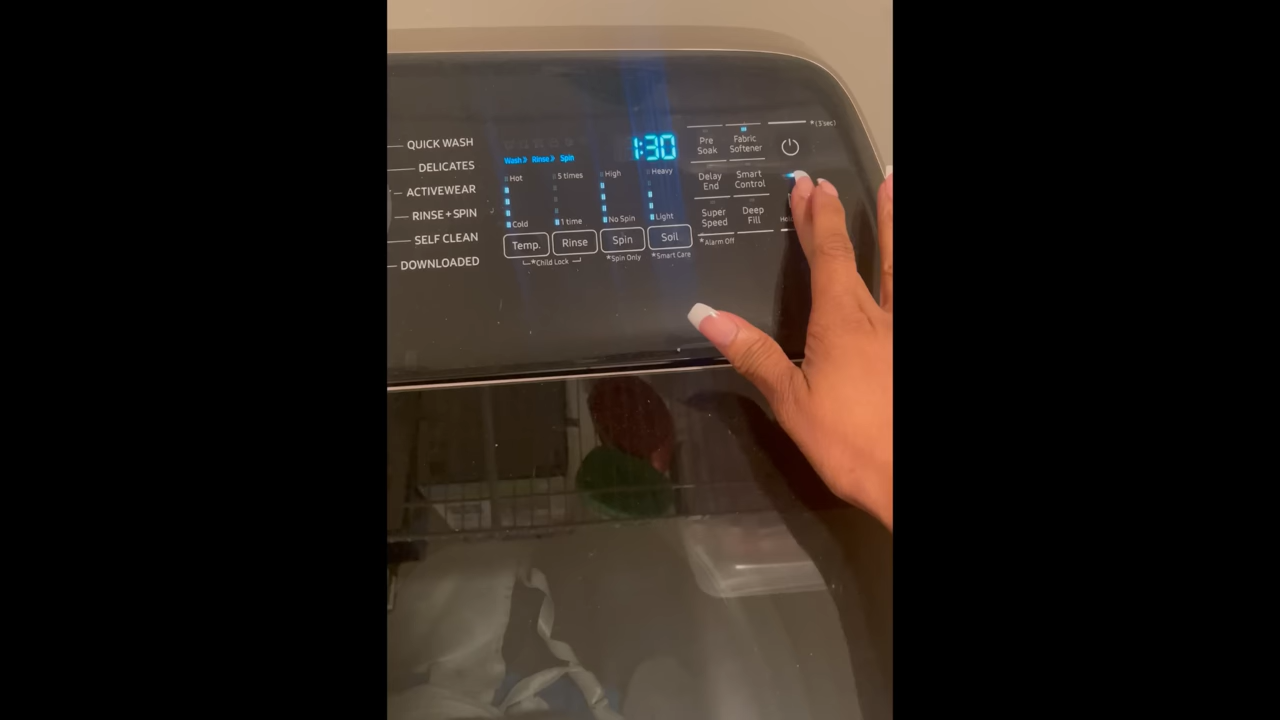 QUICK WASH
DELICATES
ACTIVEWEAR
RINSE + SPIN
SELF CLEAN
DOWNLOADED
1:30
Wash> Rinse> Spin
Hot
5 times
High
Heavy
Cold
1 time
No Spin
Light
Temp.
Rinse
Spin
Soil
*Child Lock
*Spin Only
*Smart Care
*(3 sec)
Pre Soak
Fabric Softener
Delay End
Smart Control
Super Speed
Deep Fill
*Alarm Off